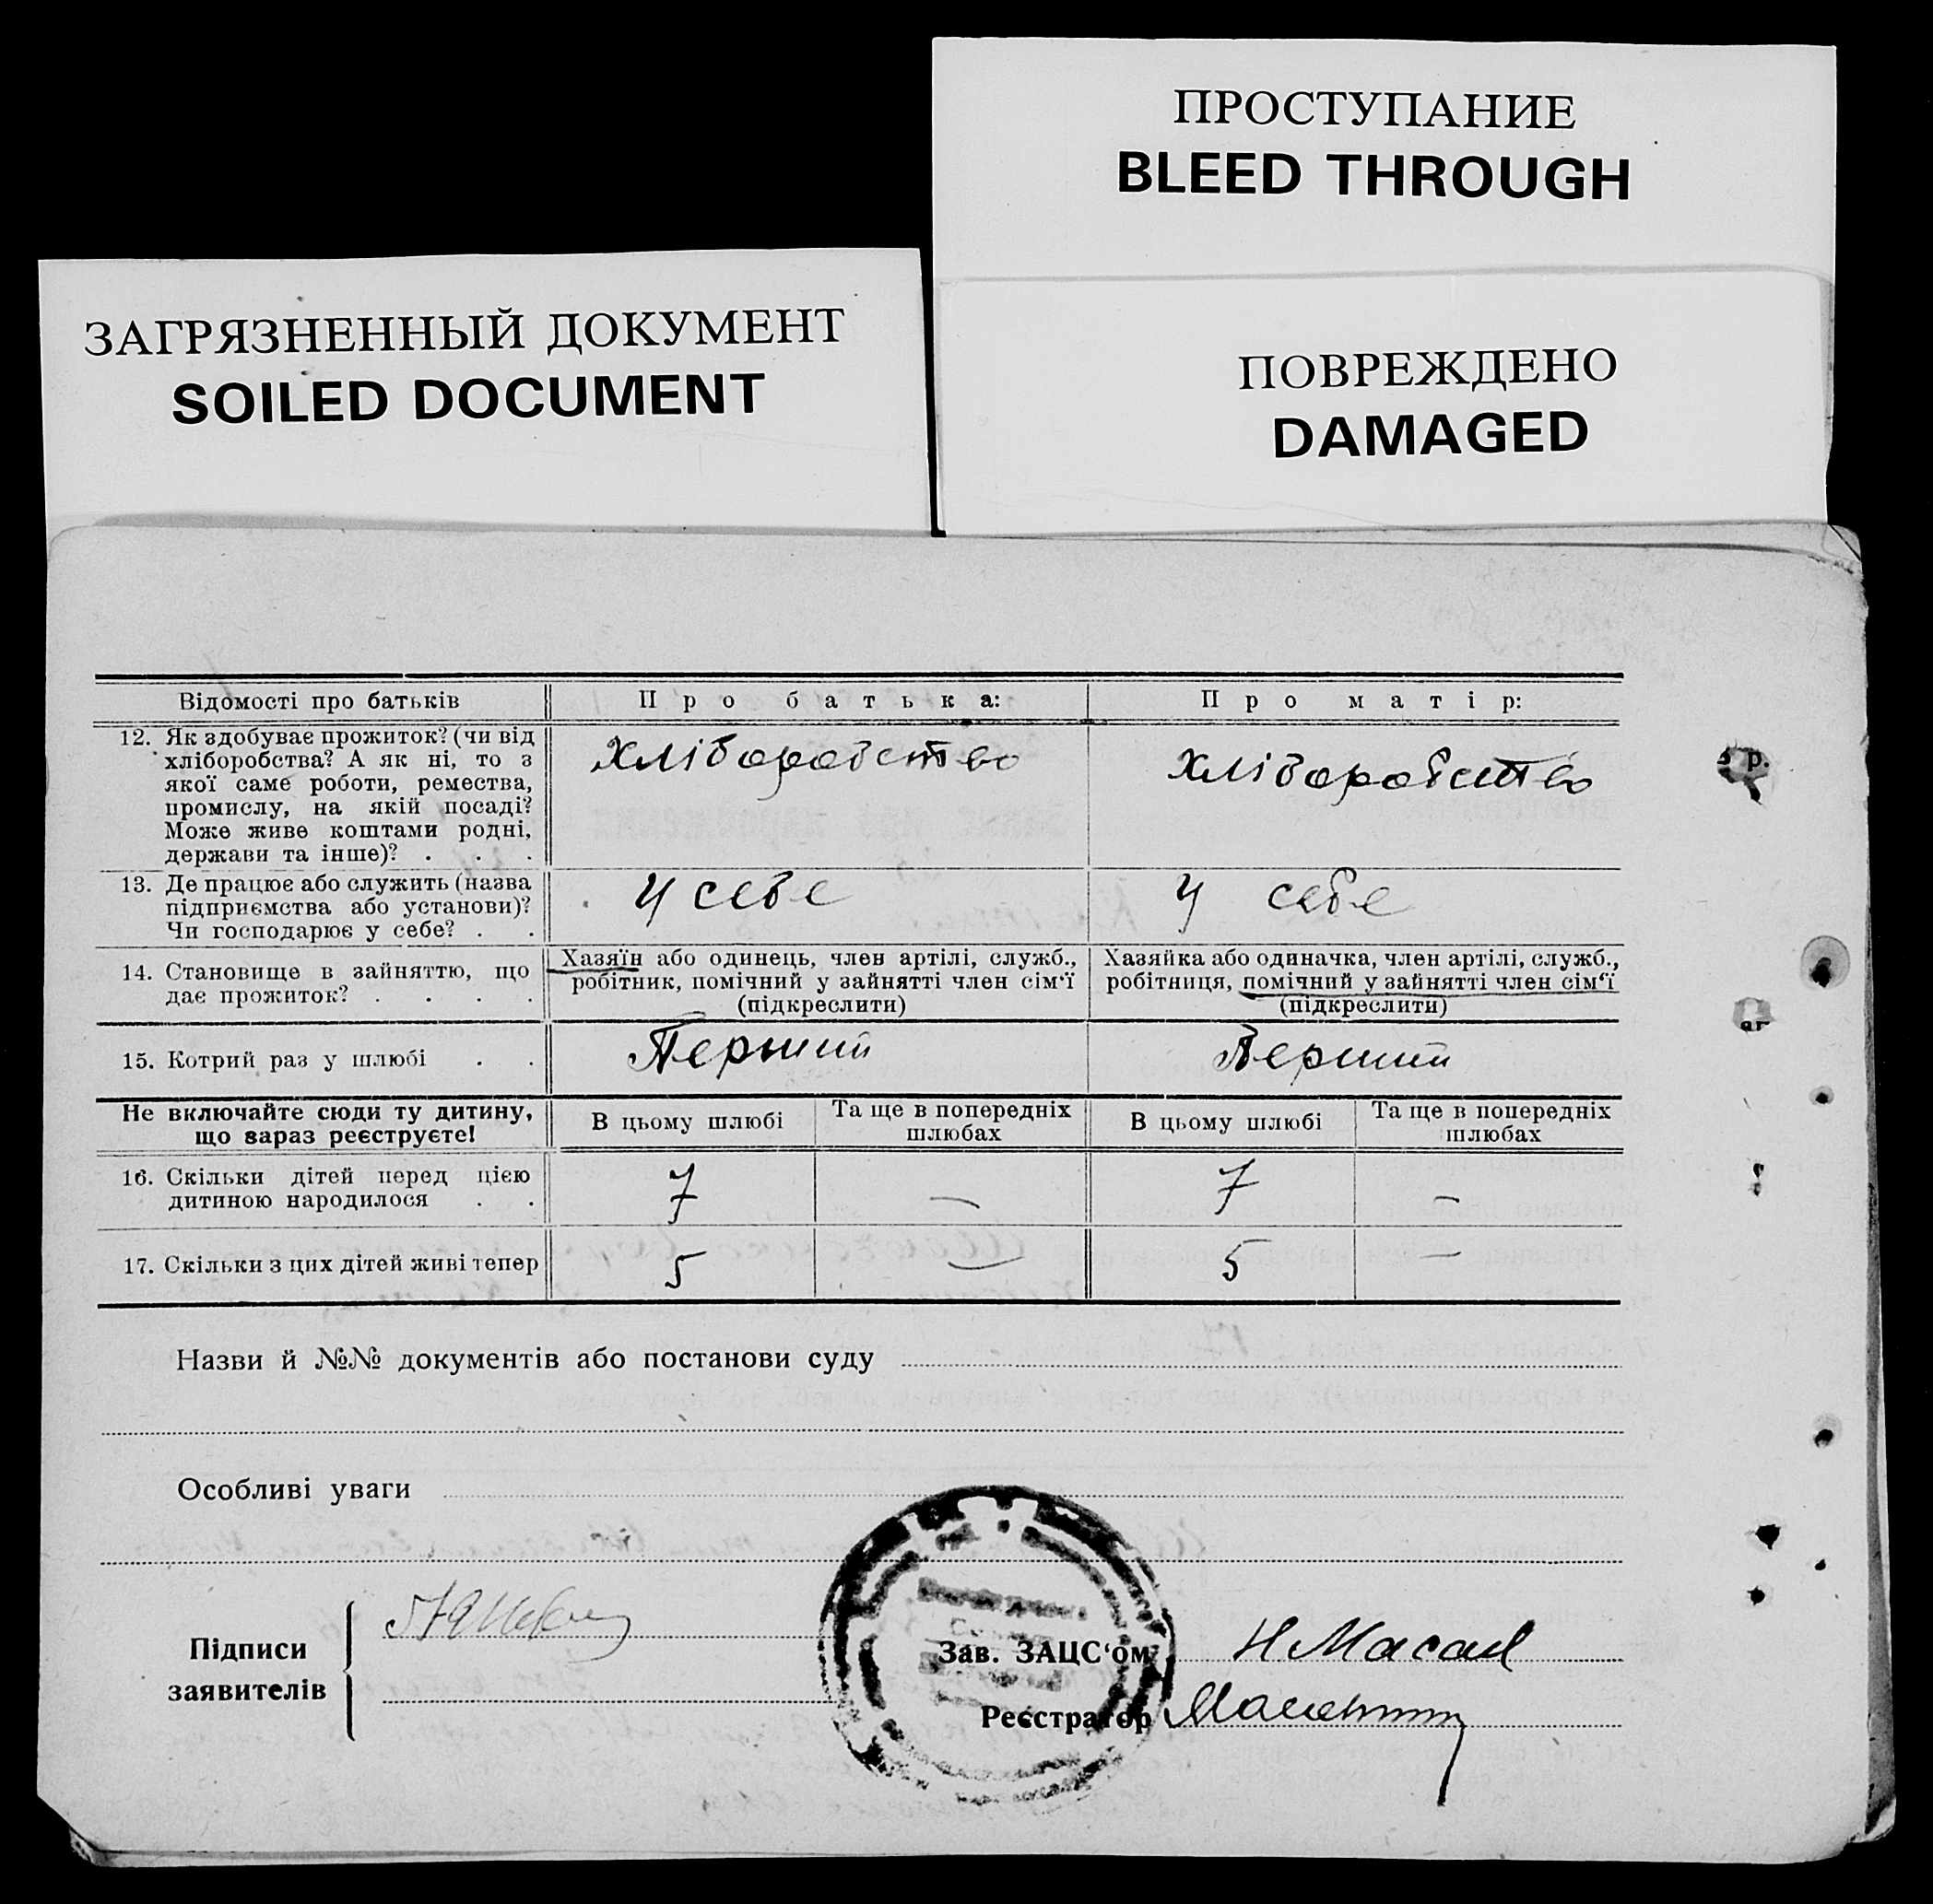 ПРОСТУПАНИЕ
BLEED THROUGH
ЗАГРЯЗНЕННЫЙ ДОКУМЕНТ
SOILED DOCUMENT
ПОВРЕЖДЕНО
DAMAGED
Відомості про батьків
Про батька:
Про матір:
12. Як здобуває прожиток? (чи від
хліборобства? А як ні, то з
якої саме роботи, ремества,
промислу, на якій посаді?
Може живе коштами родні,
держави та інше)? . . .
Хліборобство
Хліборобство
13. Де працює або служить (назва
підприємства або установи)?
Чи господарює у себе? . .
У себе
У себе
14. Становище в зайняттю, що
дає прожиток? . . . .
Хазяїн або одинець, член артілі, служб.,
робітник, помічний у зайнятті член сім‘ї
(підкреслити)
Хазяйка або одиначка, член артілі, служб.,
робітниця, помічний у зайнятті член сім‘ї
(підкреслити)
15. Котрий раз у шлюбі . .
Перший
Перший
Не включайте сюди ту дитину,
що зараз реєструєте!
В цьому шлюбі
Та ще в попередніх
шлюбах
В цьому шлюбі
Та ще в попередніх
шлюбах
16. Скільки дітей перед цією
дитиною народилося . .
7
—
7
—
17. Скільки з цих дітей живі тепер
5
—
5
—
Назви й №№ документів або постанови суду
Особливі уваги
Підписи
заявителів
Зав. ЗАЦС‘ом
Н Масал
Реєстратор
р.